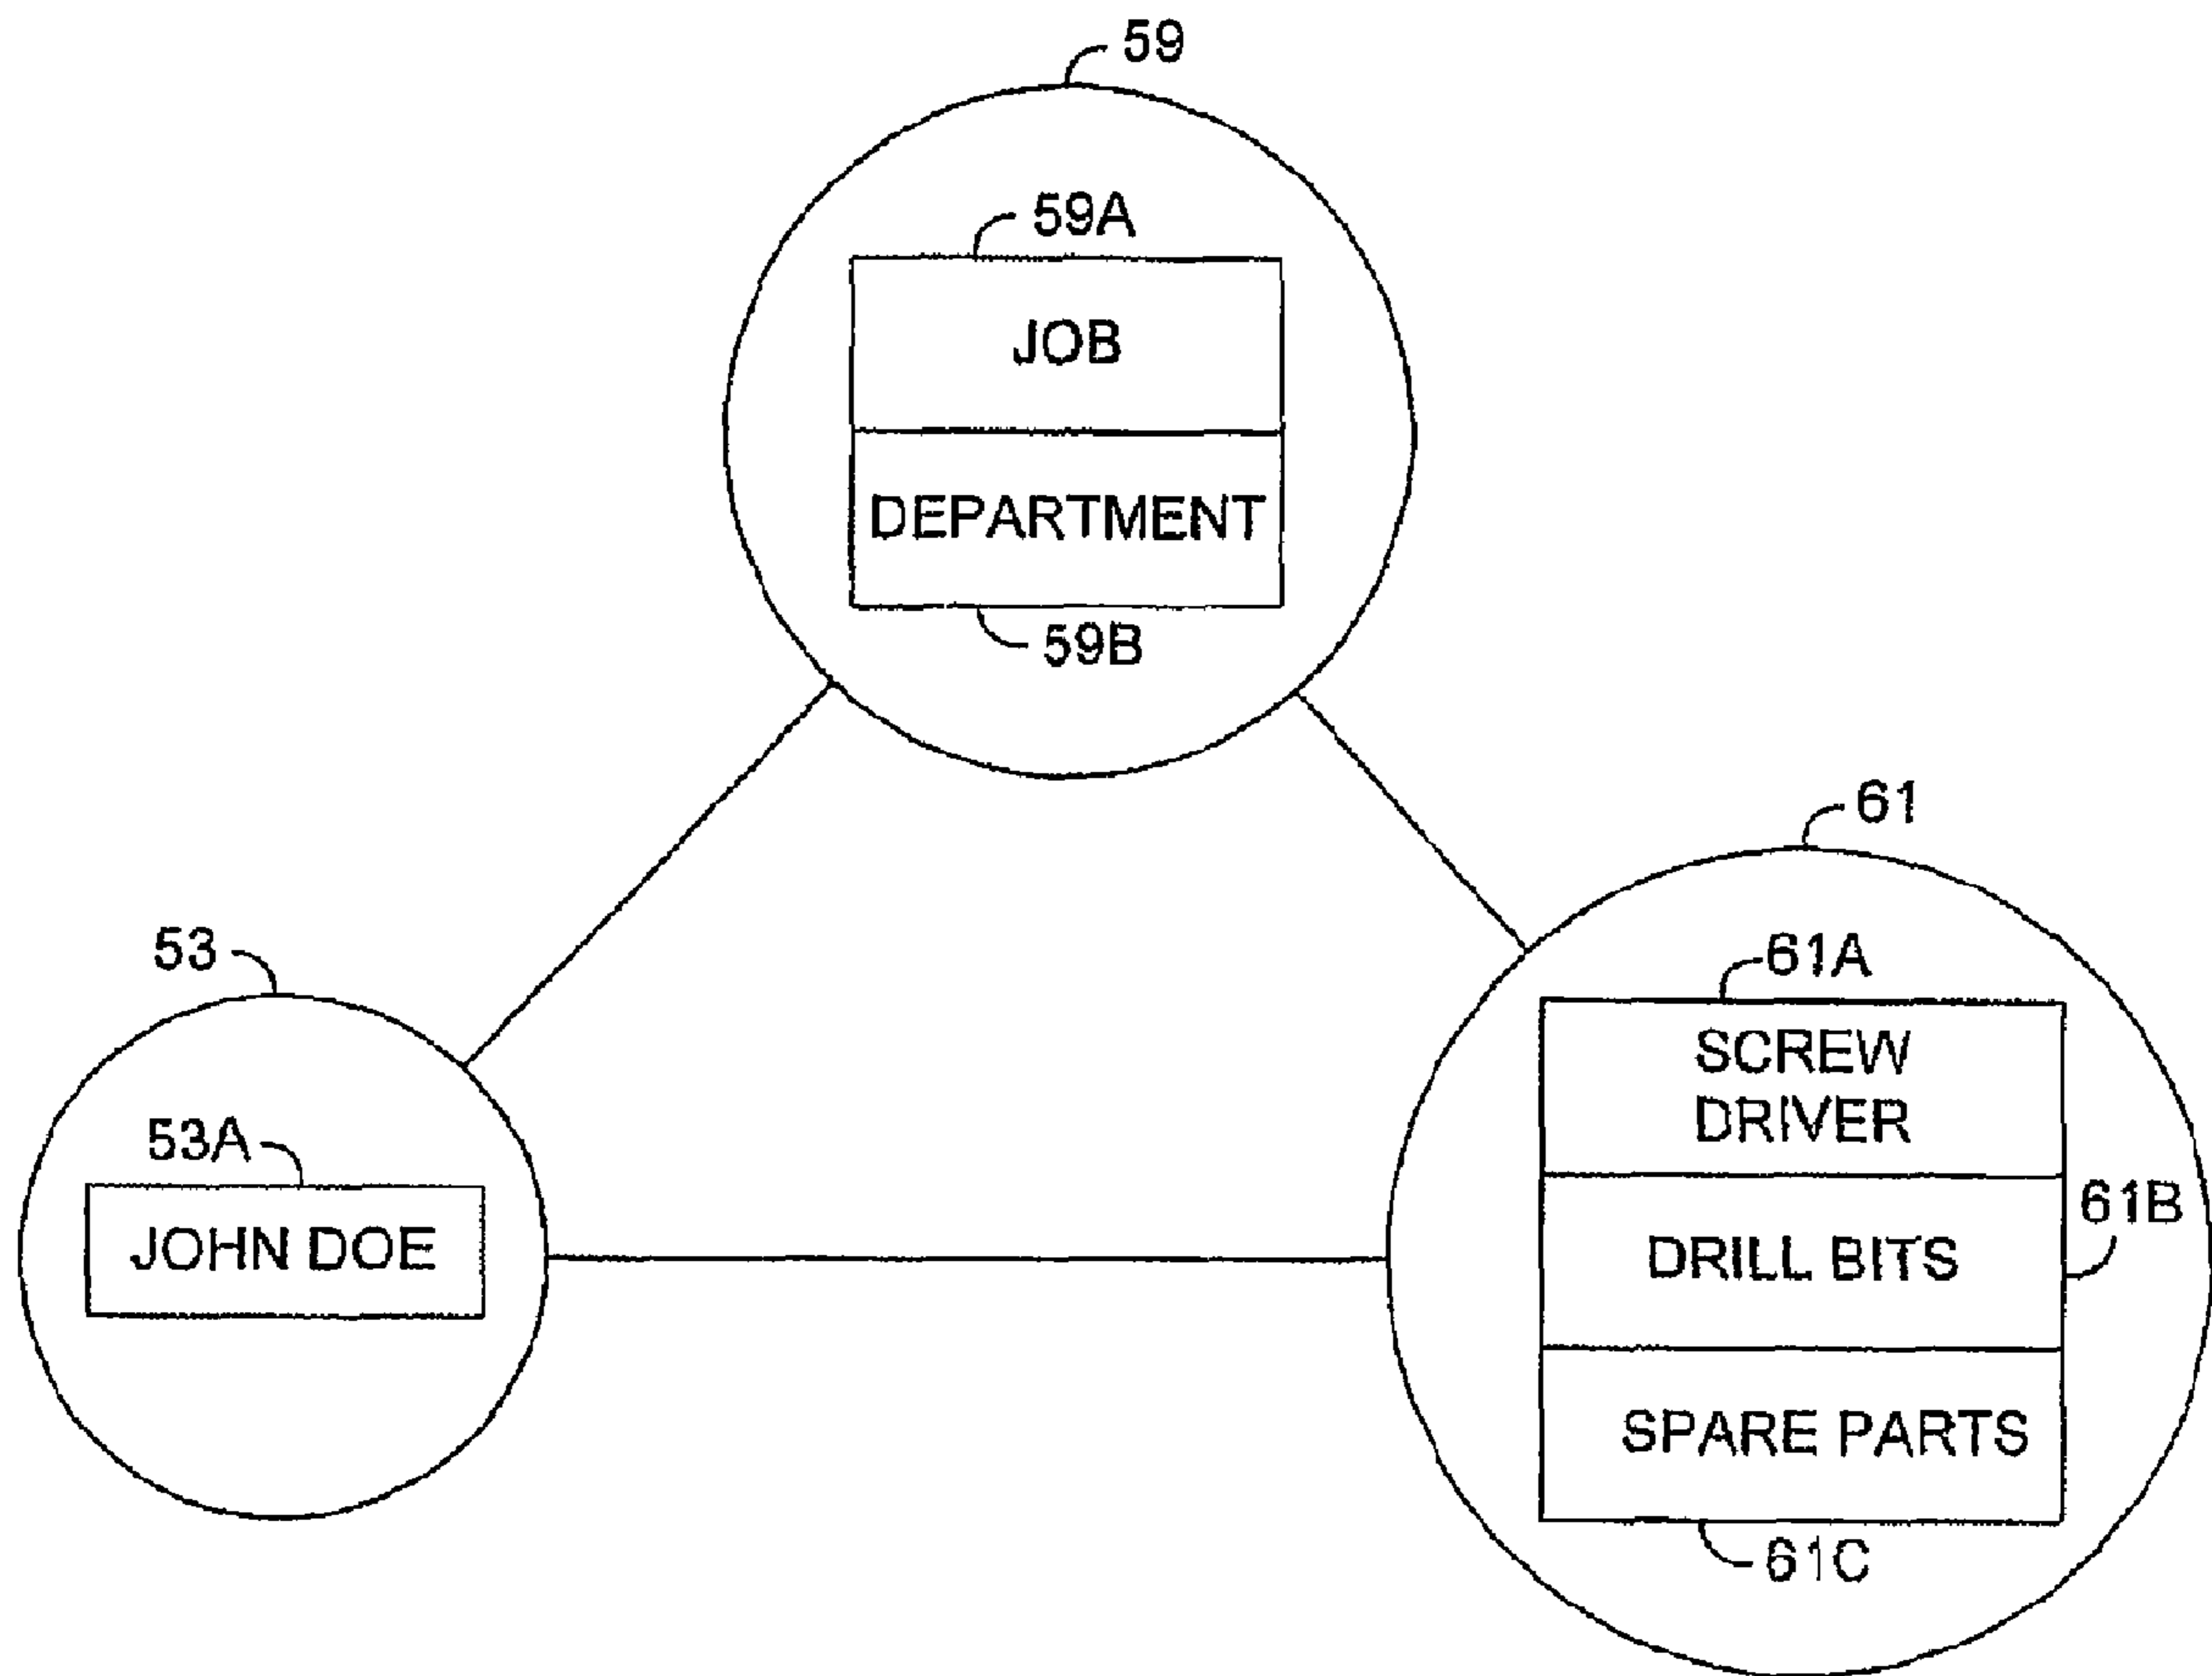 59
59A
JOB
DEPARTMENT
59B
61
53
61A
SCREW
DRIVER
53A
JOHN DOE
61B
DRILL BITS
SPARE PARTS
61C